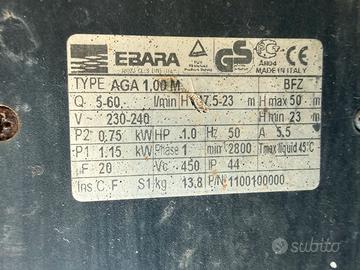 EBARA
GS
CE
MADE IN ITALY
TYPE AGA 1,00 M BFZ
Q 5-60 l/min H 47.5-23 m H max 50 m
V~ 230-240 H min 23 m
P2 0,75 kW HP 1.0 Hz 50 A 5.5
P1 1.15 kW Phase 1 min 2800 Tmax liquid 45°C
µF 20 Vc 450 IP 44
Ins.C.F S1 kg 13,8 P/N 1100100000
subito